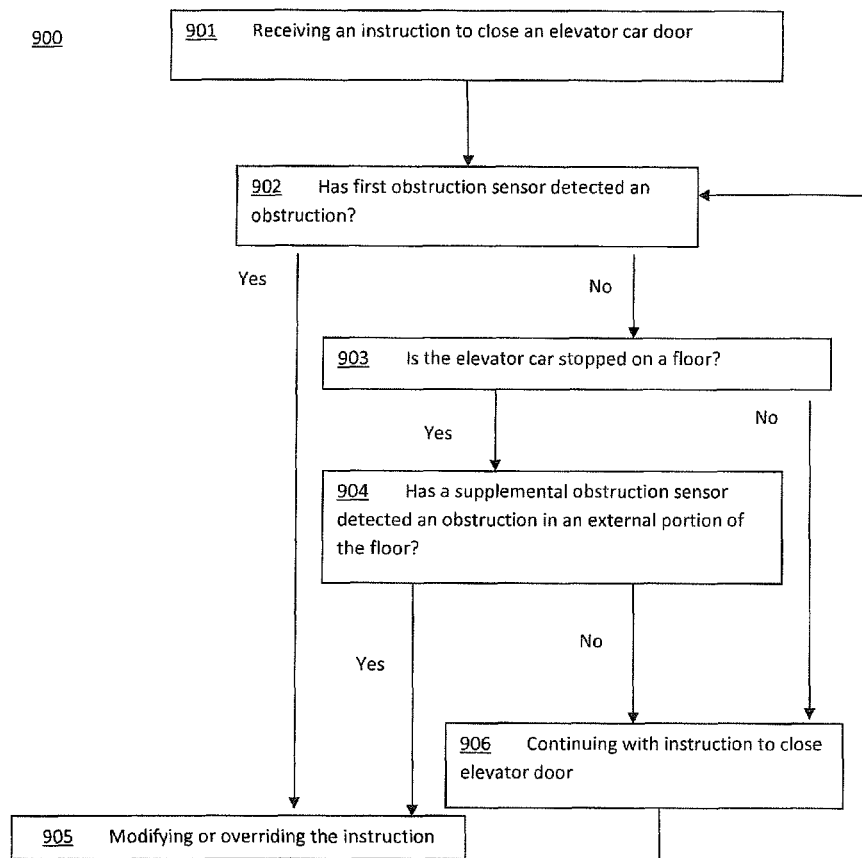 900
901 Receiving an instruction to close an elevator car door
902 Has first obstruction sensor detected an
obstruction?
Yes
No
903 Is the elevator car stopped on a floor?
Yes
No
904 Has a supplemental obstruction sensor
detected an obstruction in an external portion of
the floor?
Yes
No
906 Continuing with instruction to close
elevator door
905 Modifying or overriding the instruction